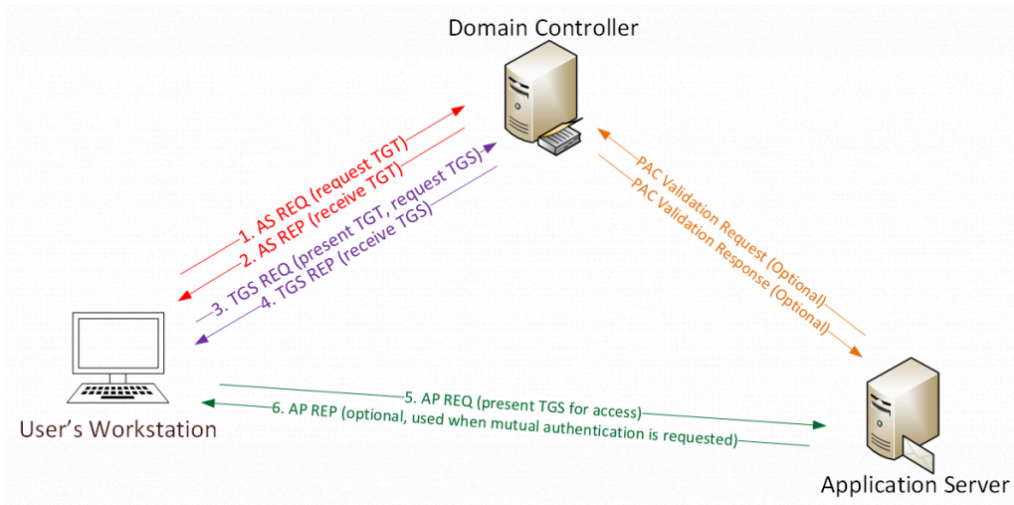 Domain Controller
1. AS REQ (request TGT)
2. AS REP (receive TGT)
3. TGS REQ (present TGT, request TGS)
4. TGS REP (receive TGS)
PAC Validation Request (Optional)
PAC Validation Response (Optional)
5. AP REQ (present TGS for access)
6. AP REP (optional, used when mutual authentication is requested)
User's Workstation
Application Server